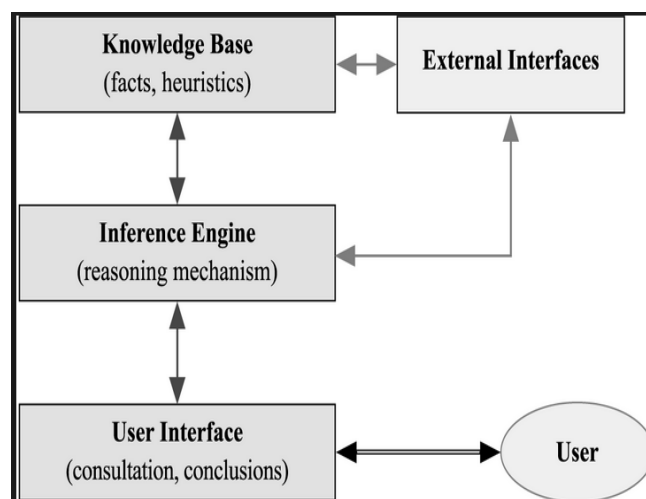 Knowledge Base
(facts, heuristics)
External Interfaces
Inference Engine
(reasoning mechanism)
User Interface
(consultation, conclusions)
User